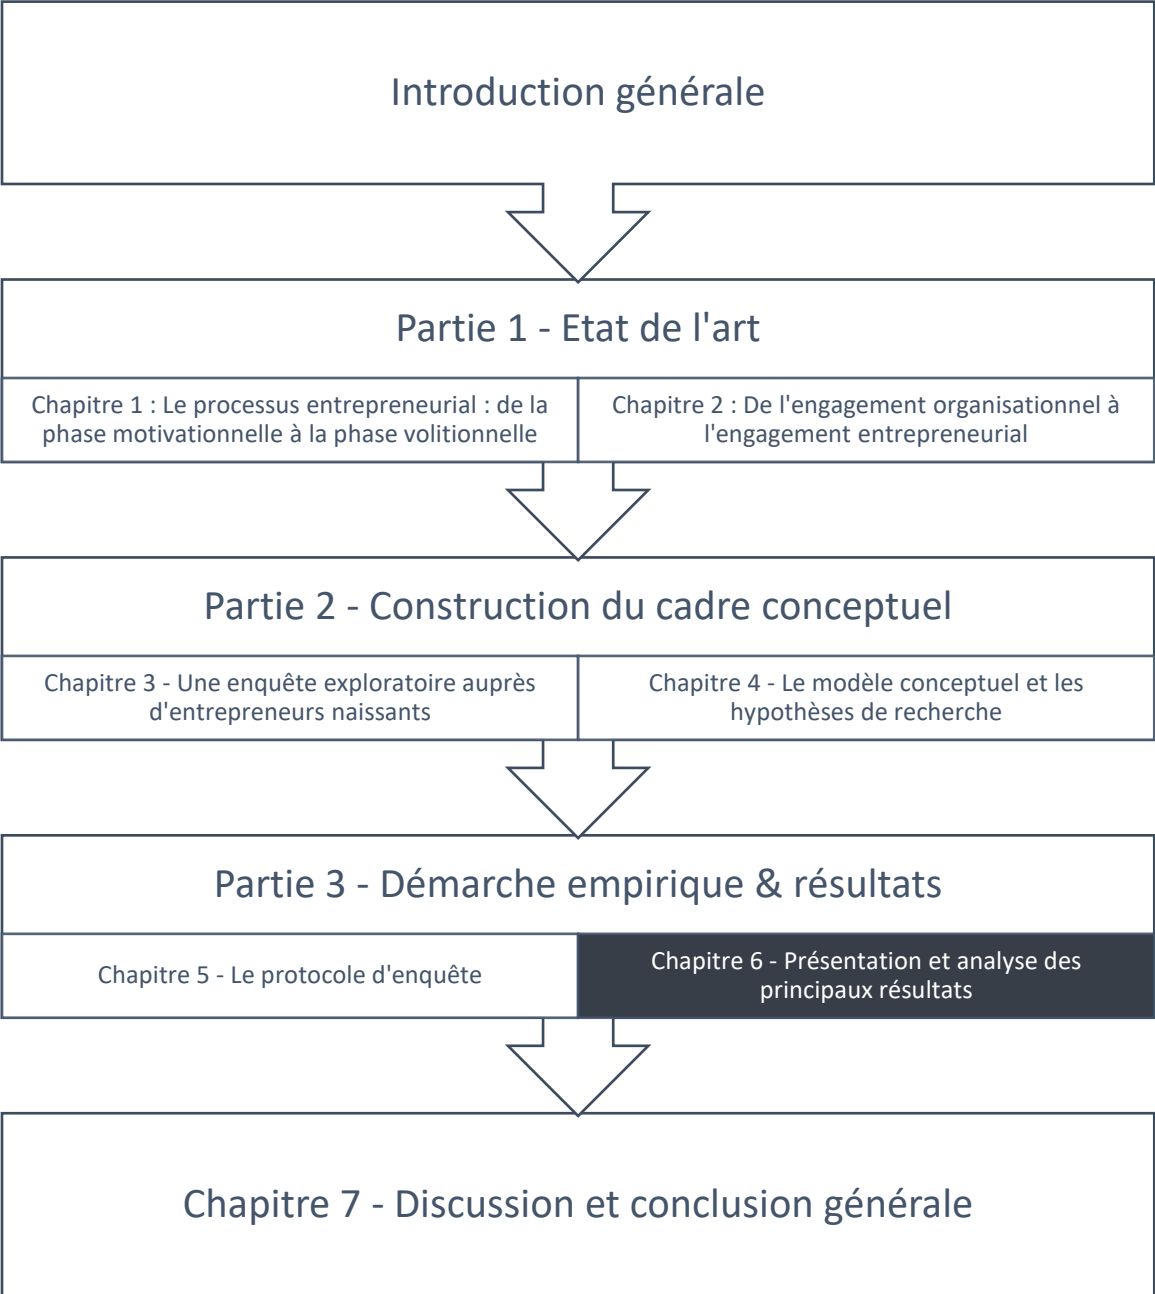 Introduction générale
Partie 1 - Etat de l'art
Chapitre 1 : Le processus entrepreneurial : de la
phase motivationnelle à la phase volitionnelle
Chapitre 2 : De l'engagement organisationnel à
l'engagement entrepreneurial
Partie 2 - Construction du cadre conceptuel
Chapitre 3 - Une enquête exploratoire auprès
d'entrepreneurs naissants
Chapitre 4 - Le modèle conceptuel et les
hypothèses de recherche
Partie 3 - Démarche empirique & résultats
Chapitre 5 - Le protocole d'enquête
Chapitre 6 - Présentation et analyse des
principaux résultats
Chapitre 7 - Discussion et conclusion générale